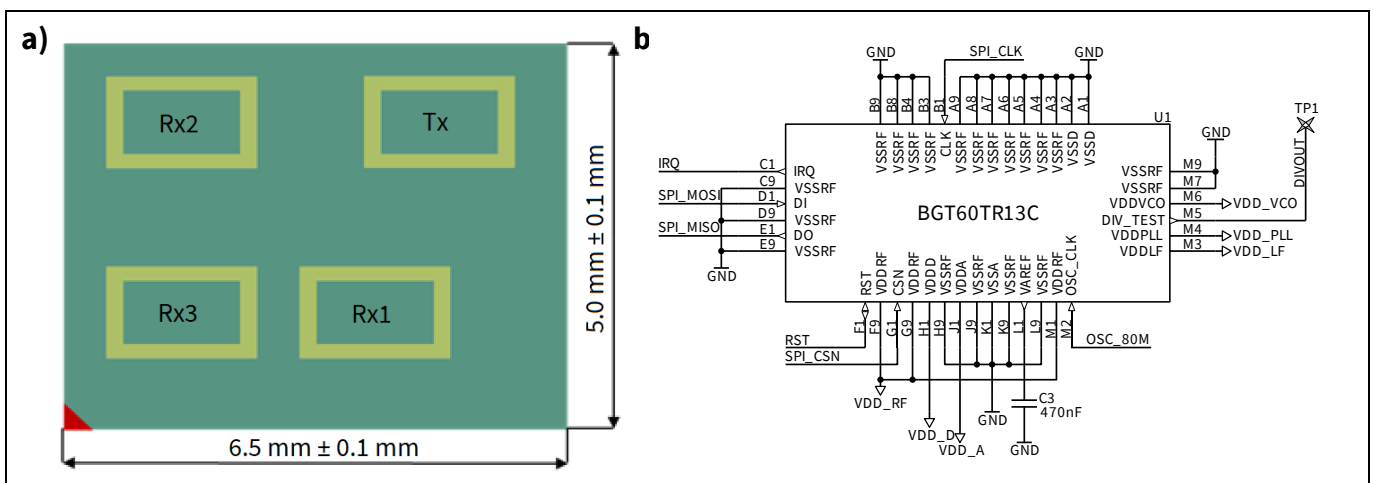 a)
Rx2
Tx
Rx3
Rx1
5.0 mm ± 0.1 mm
6.5 mm ± 0.1 mm
b
GND
SPI_CLK
GND
B9
B8
B4
B3
B1
A9
A8
A7
A6
A5
A4
A3
A2
A1
U1
VSSRF
VSSRF
VSSRF
VSSRF
CLK
VSSRF
VSSRF
VSSRF
VSSRF
VSSRF
VSSRF
VSSRF
VSSD
VSSD
TP1
DIVOUT
GND
IRQ C1 IRQ
C9 VSSRF
SPI_MOSI D1 DI
D9 VSSRF
SPI_MISO E1 DO
E9 VSSRF
GND
BGT60TR13C
VSSRF M9
VSSRF M7
VDDVCO M6 VDD_VCO
DIV_TEST M5
VDDPLL M4 VDD_PLL
VDDLF M3 VDD_LF
RST
VDDRF
CSN
VDDRF
VDDD
VSSRF
VDDA
VSSRF
VSSA
VSSRF
VAREF
VSSRF
VDDRF
OSC_CLK
F1
F9
G1
G9
H1
H9
J1
J9
K1
K9
L1
L9
M1
M2
RST
SPI_CSN
OSC_80M
VDD_RF
VDD_D
VDD_A
GND
C3
470nF
GND